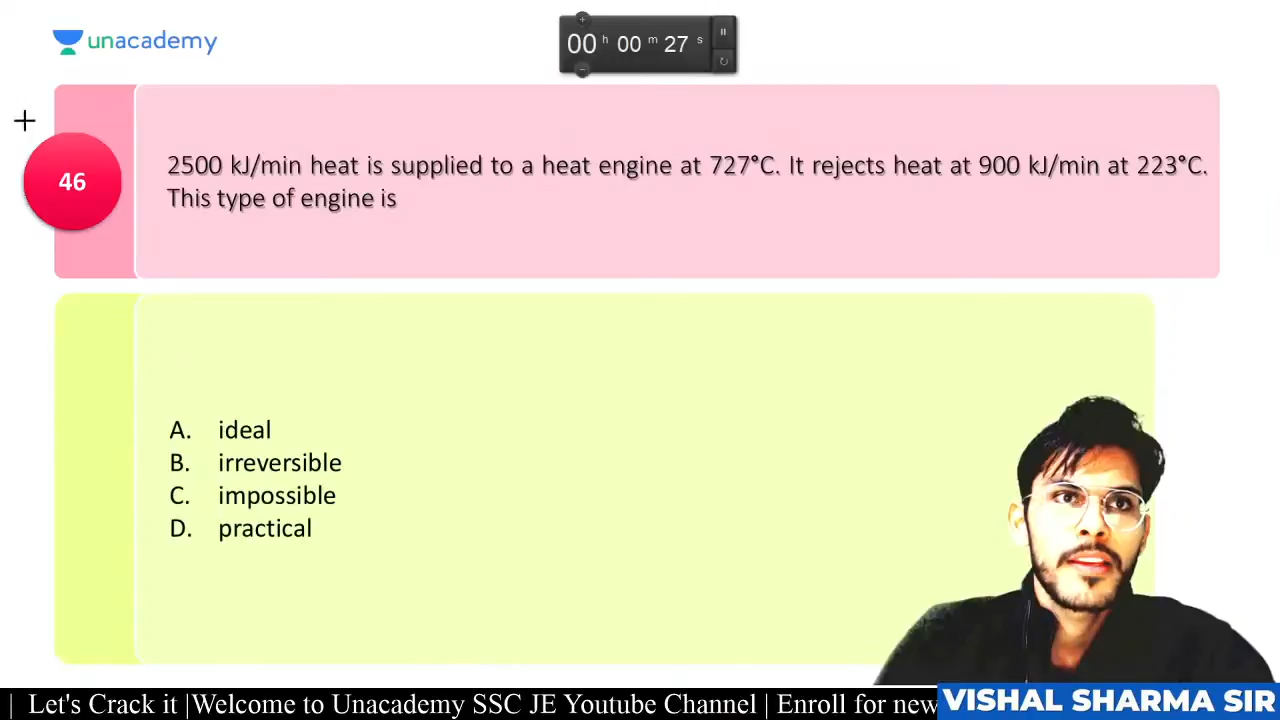 unacademy
00 h 00 m 27 s
46
2500 kJ/min heat is supplied to a heat engine at 727°C. It rejects heat at 900 kJ/min at 223°C.
This type of engine is
A. ideal
B. irreversible
C. impossible
D. practical
| Let's Crack it |Welcome to Unacademy SSC JE Youtube Channel | Enroll for new
VISHAL SHARMA SIR